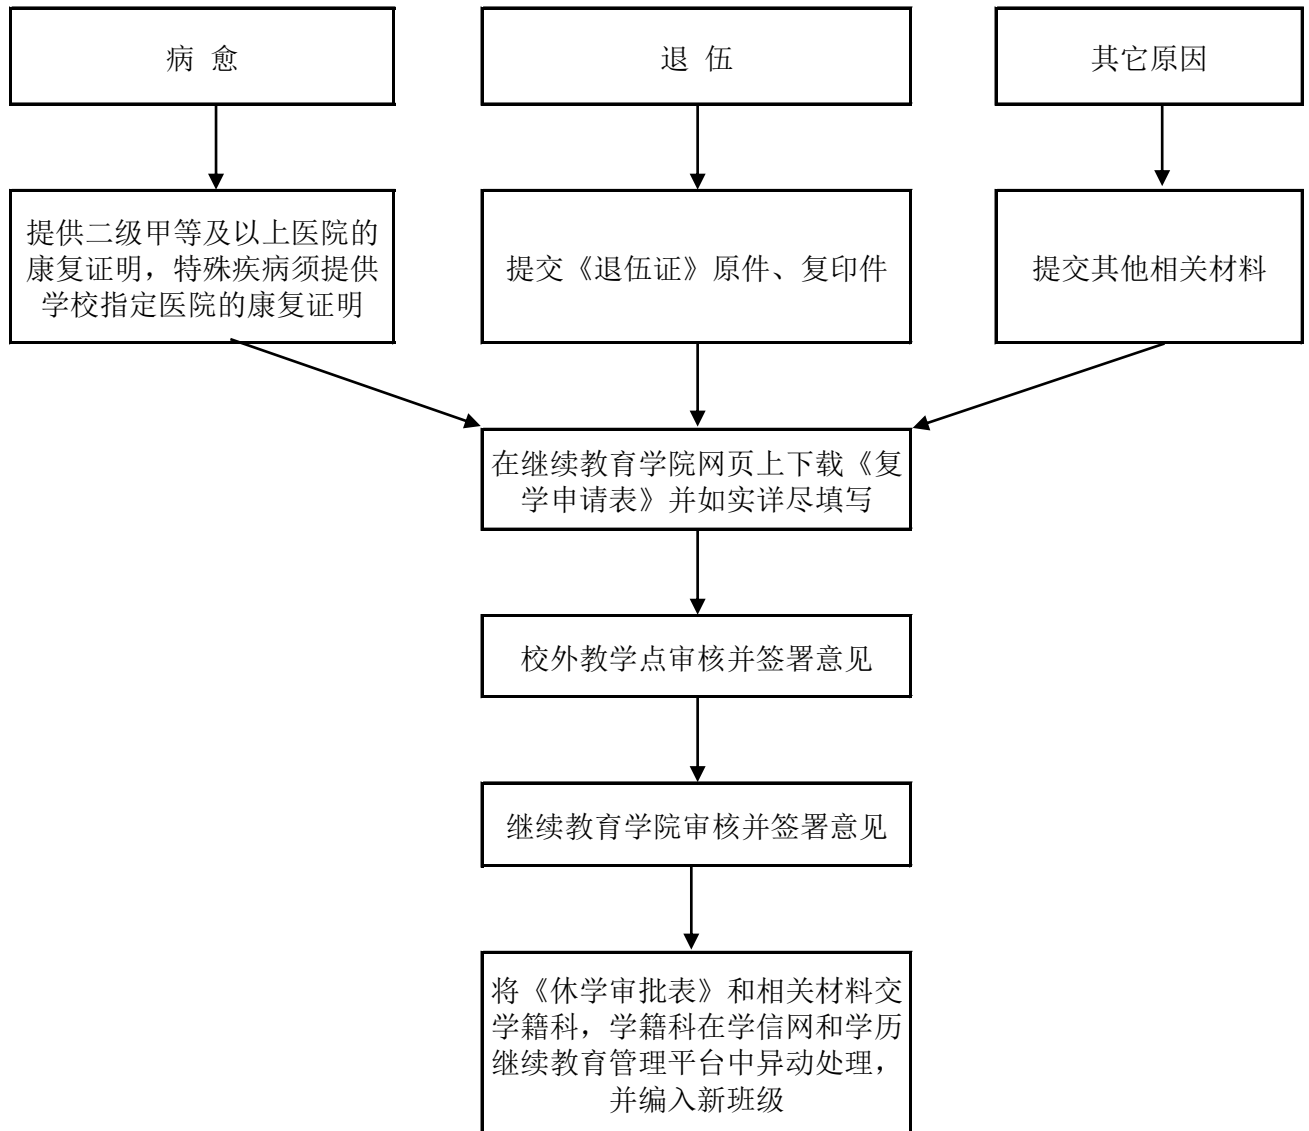 病 愈
退 伍
其它原因
提供二级甲等及以上医院的
康复证明，特殊疾病须提供
学校指定医院的康复证明
提交《退伍证》原件、复印件
提交其他相关材料
在继续教育学院网页上下载《复
学申请表》并如实详尽填写
校外教学点审核并签署意见
继续教育学院审核并签署意见
将《休学审批表》和相关材料交
学籍科，学籍科在学信网和学历
继续教育管理平台中异动处理，
并编入新班级